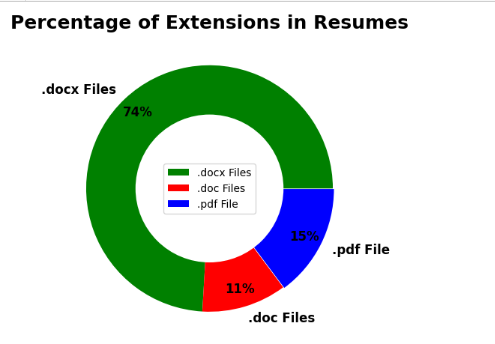 Percentage of Extensions in Resumes
.docx Files
74%
.docx Files
.doc Files
.pdf File
15%
.pdf File
11%
.doc Files